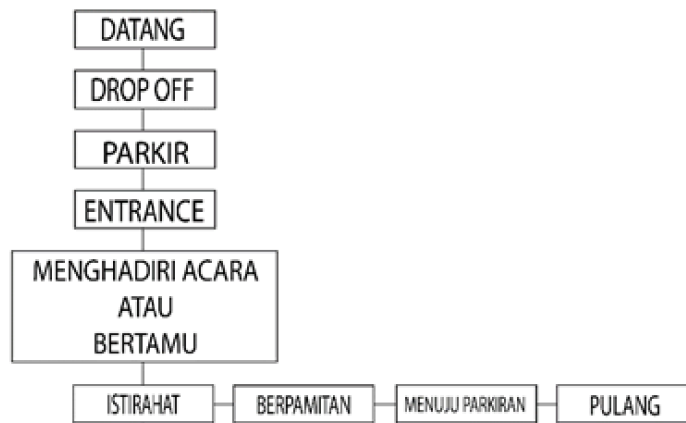 DATANG
DROP OFF
PARKIR
ENTRANCE
MENGHADIRI ACARA
ATAU
BERTAMU
ISTIRAHAT
BERPAMITAN
MENUJU PARKIRAN
PULANG